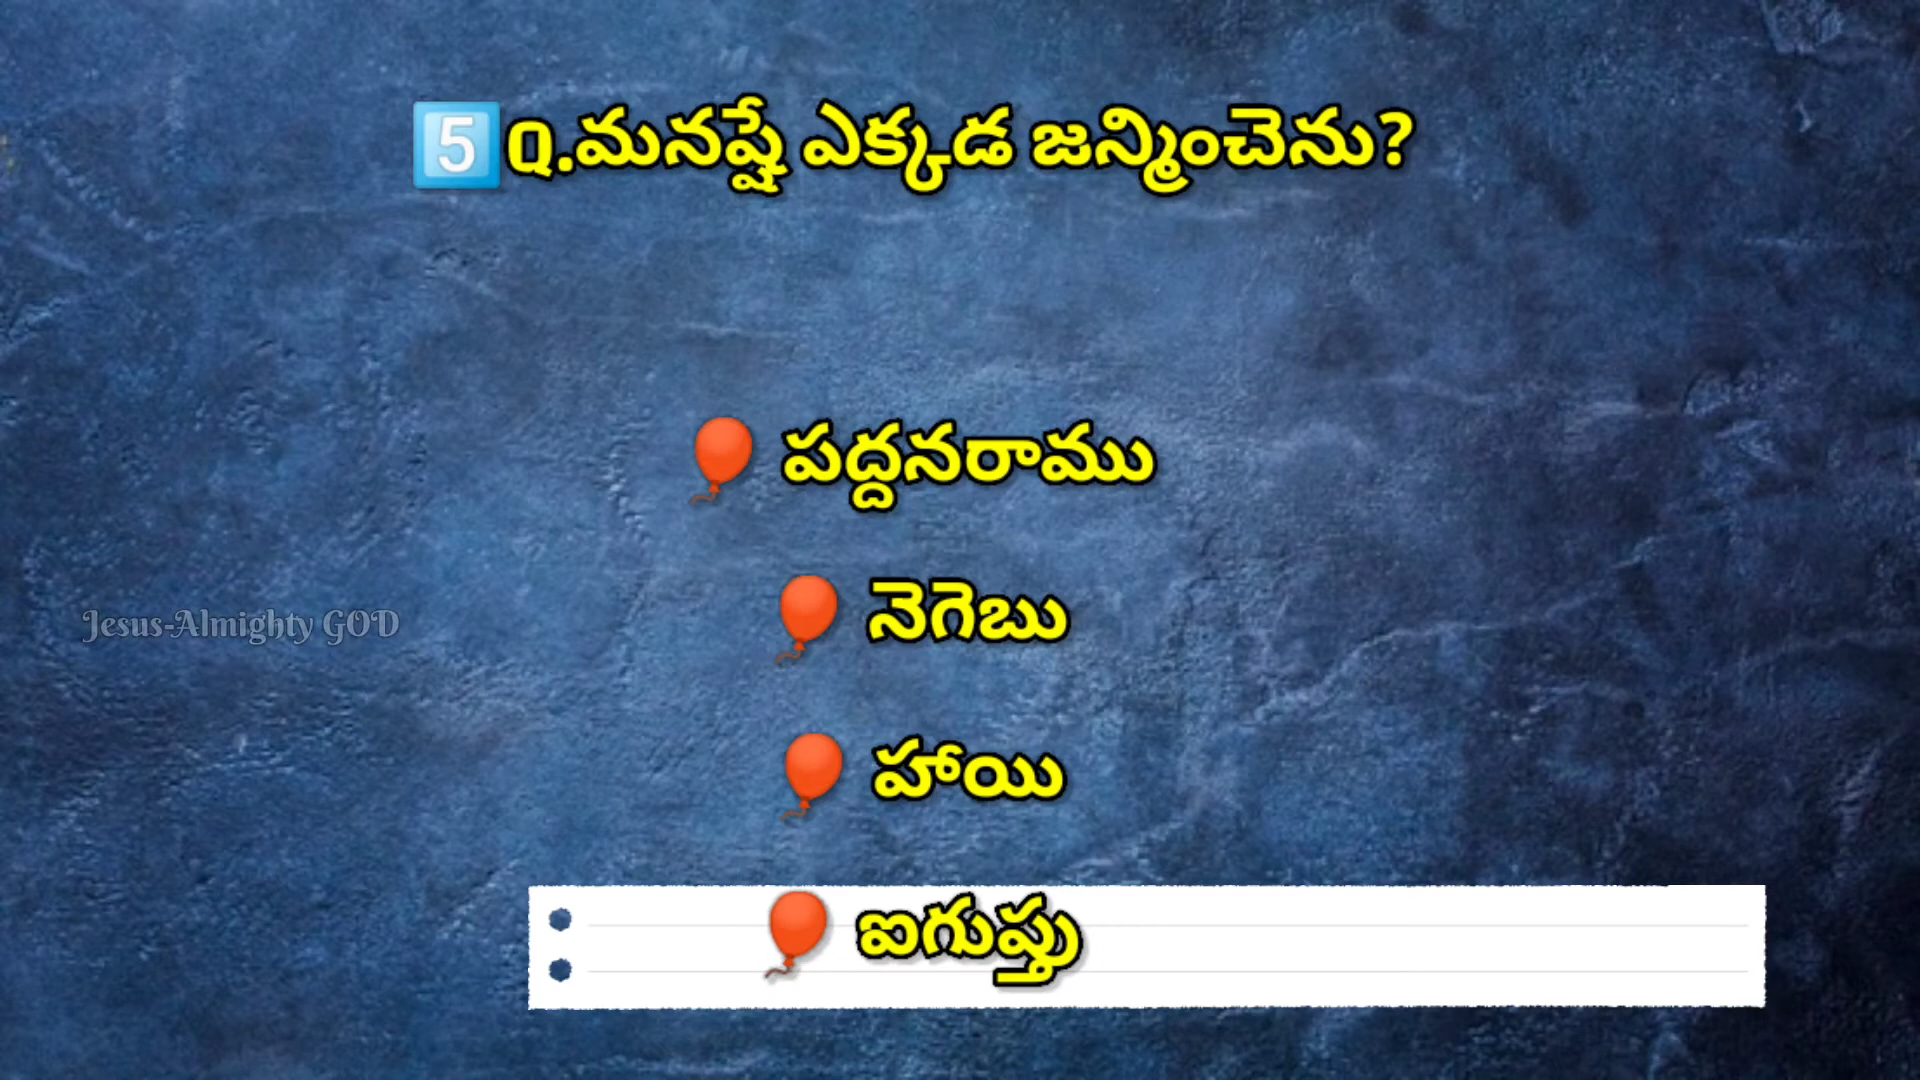 5️⃣Q.మనష్షే ఎక్కడ జన్మించెను?
🎈 పద్దనరాము
🎈 నెగెబు
Jesus-Almighty GOD
🎈 హాయి
🎈 ఐగుప్తు